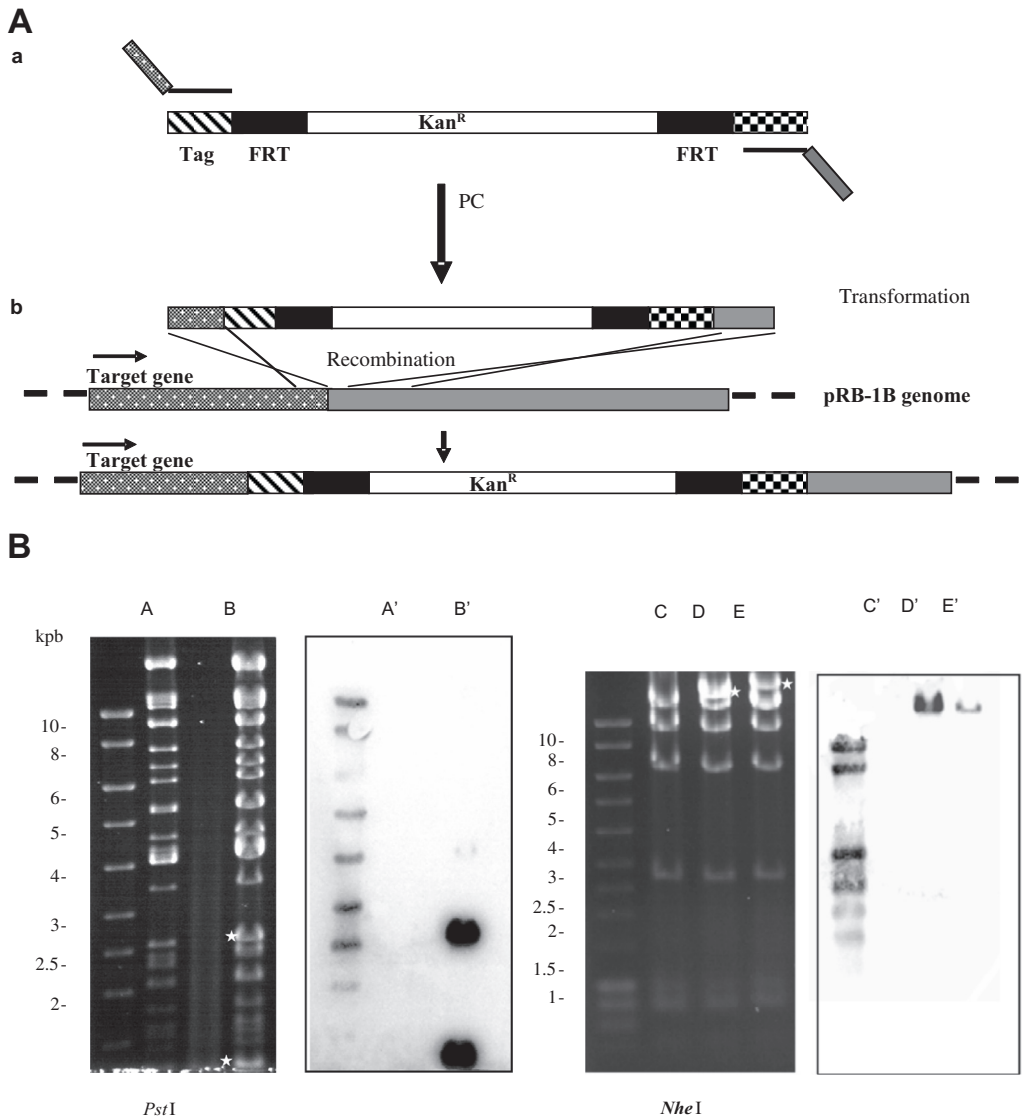 A
a
Kan^R
Tag FRT FRT
PC
b
Transformation
Recombination
Target gene
pRB-1B genome
Target gene
Kan^R
B
A B A' B' C D E C' D' E'
kpb
10-
8-
6-
5-
4-
3-
2.5-
2-
10-
8-
6-
5-
4-
3-
2.5-
2-
1.5-
1-
PstI NheI